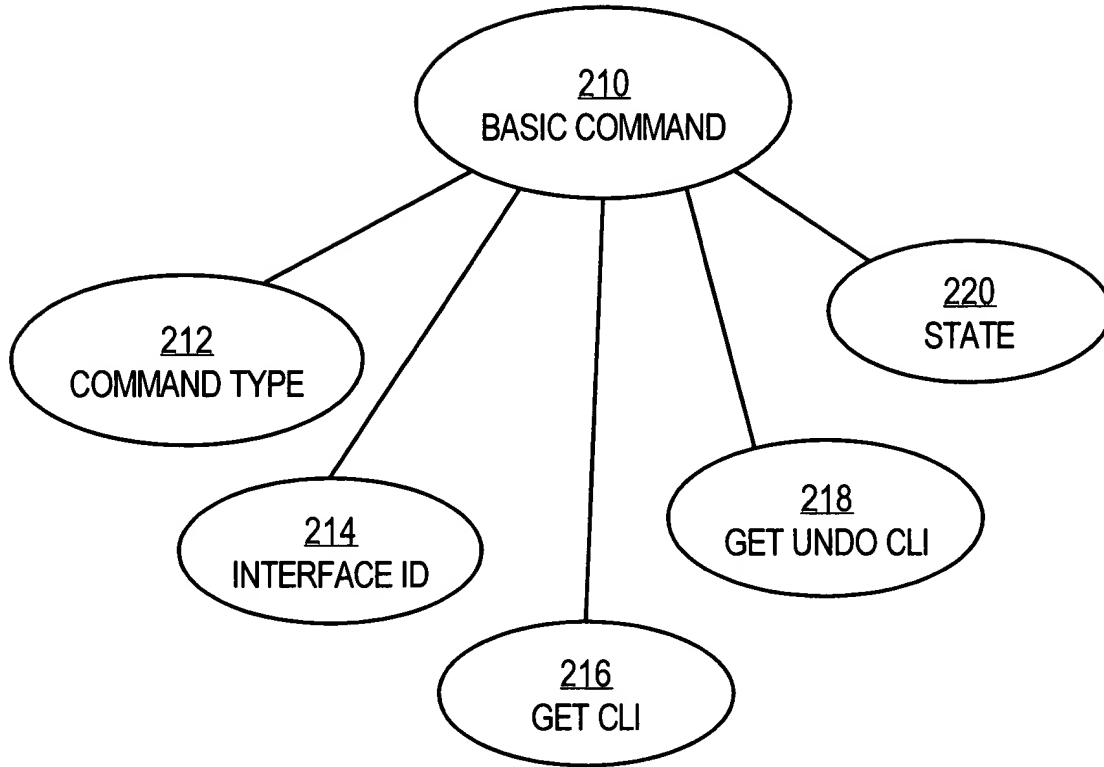 210
BASIC COMMAND
212
COMMAND TYPE
214
INTERFACE ID
216
GET CLI
218
GET UNDO CLI
220
STATE